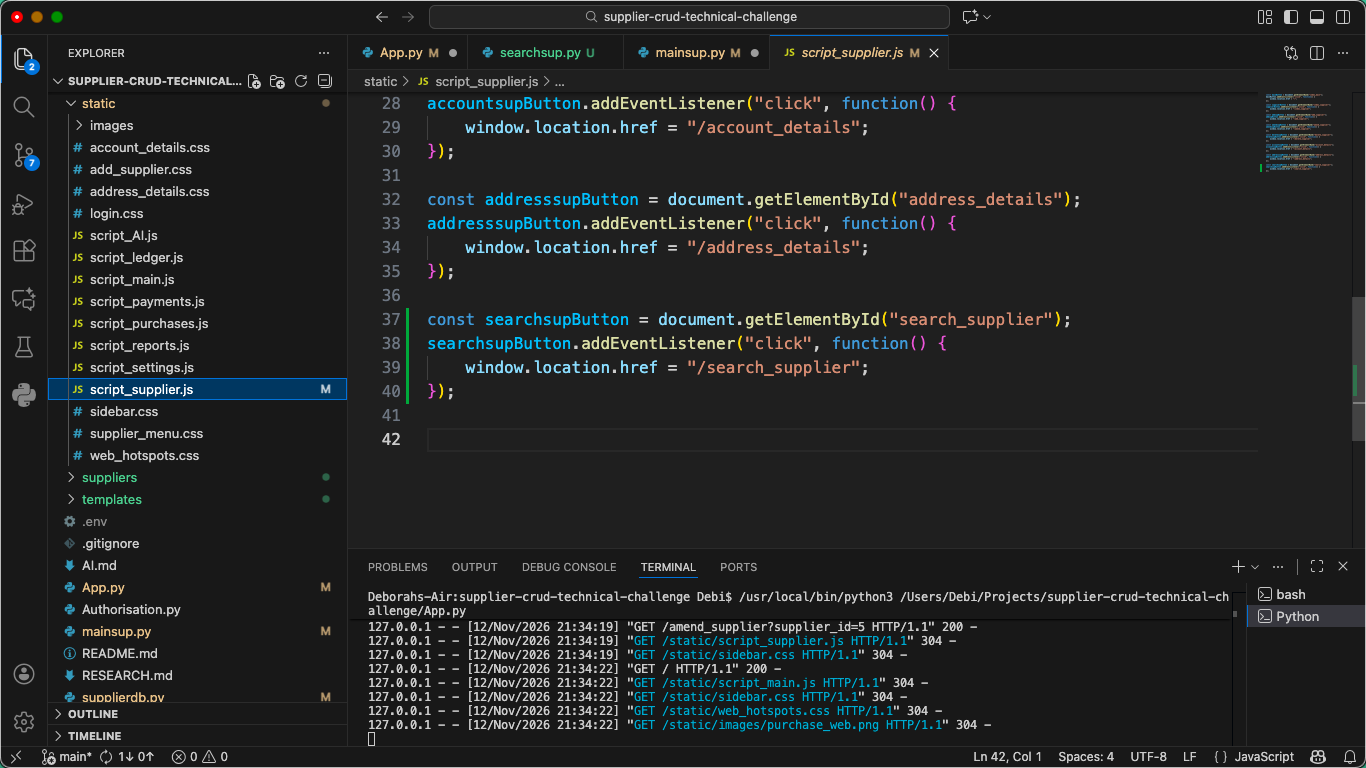 supplier-crud-technical-challenge
EXPLORER
SUPPLIER-CRUD-TECHNICAL...
static
images
# account_details.css
# add_supplier.css
# address_details.css
# login.css
JS script_AI.js
JS script_ledger.js
JS script_main.js
JS script_payments.js
JS script_purchases.js
JS script_reports.js
JS script_settings.js
JS script_supplier.js M
# sidebar.css
# supplier_menu.css
# web_hotspots.css
suppliers
templates
.env
.gitignore
AI.md
App.py M
Authorisation.py
mainsup.py M
README.md
RESEARCH.md
supplierdb.py M
OUTLINE
TIMELINE
2
7
App.py M
searchsup.py U
mainsup.py M
JS script_supplier.js M
static > JS script_supplier.js > ...
28 accountsupButton.addEventListener("click", function() {
29 window.location.href = "/account_details";
30 });
31
32 const addresssupButton = document.getElementById("address_details");
33 addresssupButton.addEventListener("click", function() {
34 window.location.href = "/address_details";
35 });
36
37 const searchsupButton = document.getElementById("search_supplier");
38 searchsupButton.addEventListener("click", function() {
39 window.location.href = "/search_supplier";
40 });
41
42
PROBLEMS OUTPUT DEBUG CONSOLE TERMINAL PORTS
Deborahs-Air:supplier-crud-technical-challenge Debi$ /usr/local/bin/python3 /Users/Debi/Projects/supplier-crud-technical-ch
allenge/App.py
127.0.0.1 - - [12/Nov/2026 21:34:19] "GET /amend_supplier?supplier_id=5 HTTP/1.1" 200 -
127.0.0.1 - - [12/Nov/2026 21:34:19] "GET /static/script_supplier.js HTTP/1.1" 304 -
127.0.0.1 - - [12/Nov/2026 21:34:19] "GET /static/sidebar.css HTTP/1.1" 304 -
127.0.0.1 - - [12/Nov/2026 21:34:22] "GET / HTTP/1.1" 200 -
127.0.0.1 - - [12/Nov/2026 21:34:22] "GET /static/script_main.js HTTP/1.1" 304 -
127.0.0.1 - - [12/Nov/2026 21:34:22] "GET /static/sidebar.css HTTP/1.1" 304 -
127.0.0.1 - - [12/Nov/2026 21:34:22] "GET /static/web_hotspots.css HTTP/1.1" 304 -
127.0.0.1 - - [12/Nov/2026 21:34:22] "GET /static/images/purchase_web.png HTTP/1.1" 304 -
bash
Python
main* 1↓ 0↑ 0 0
Ln 42, Col 1 Spaces: 4 UTF-8 LF { } JavaScript